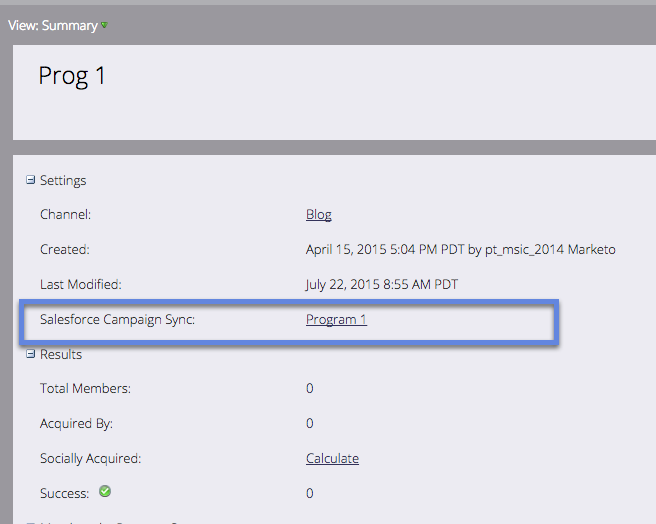 View: Summary
Prog 1
Settings
Channel: Blog
Created: April 15, 2015 5:04 PM PDT by pt_msic_2014 Marketo
Last Modified: July 22, 2015 8:55 AM PDT
Salesforce Campaign Sync: Program 1
Results
Total Members: 0
Acquired By: 0
Socially Acquired: Calculate
Success: 0